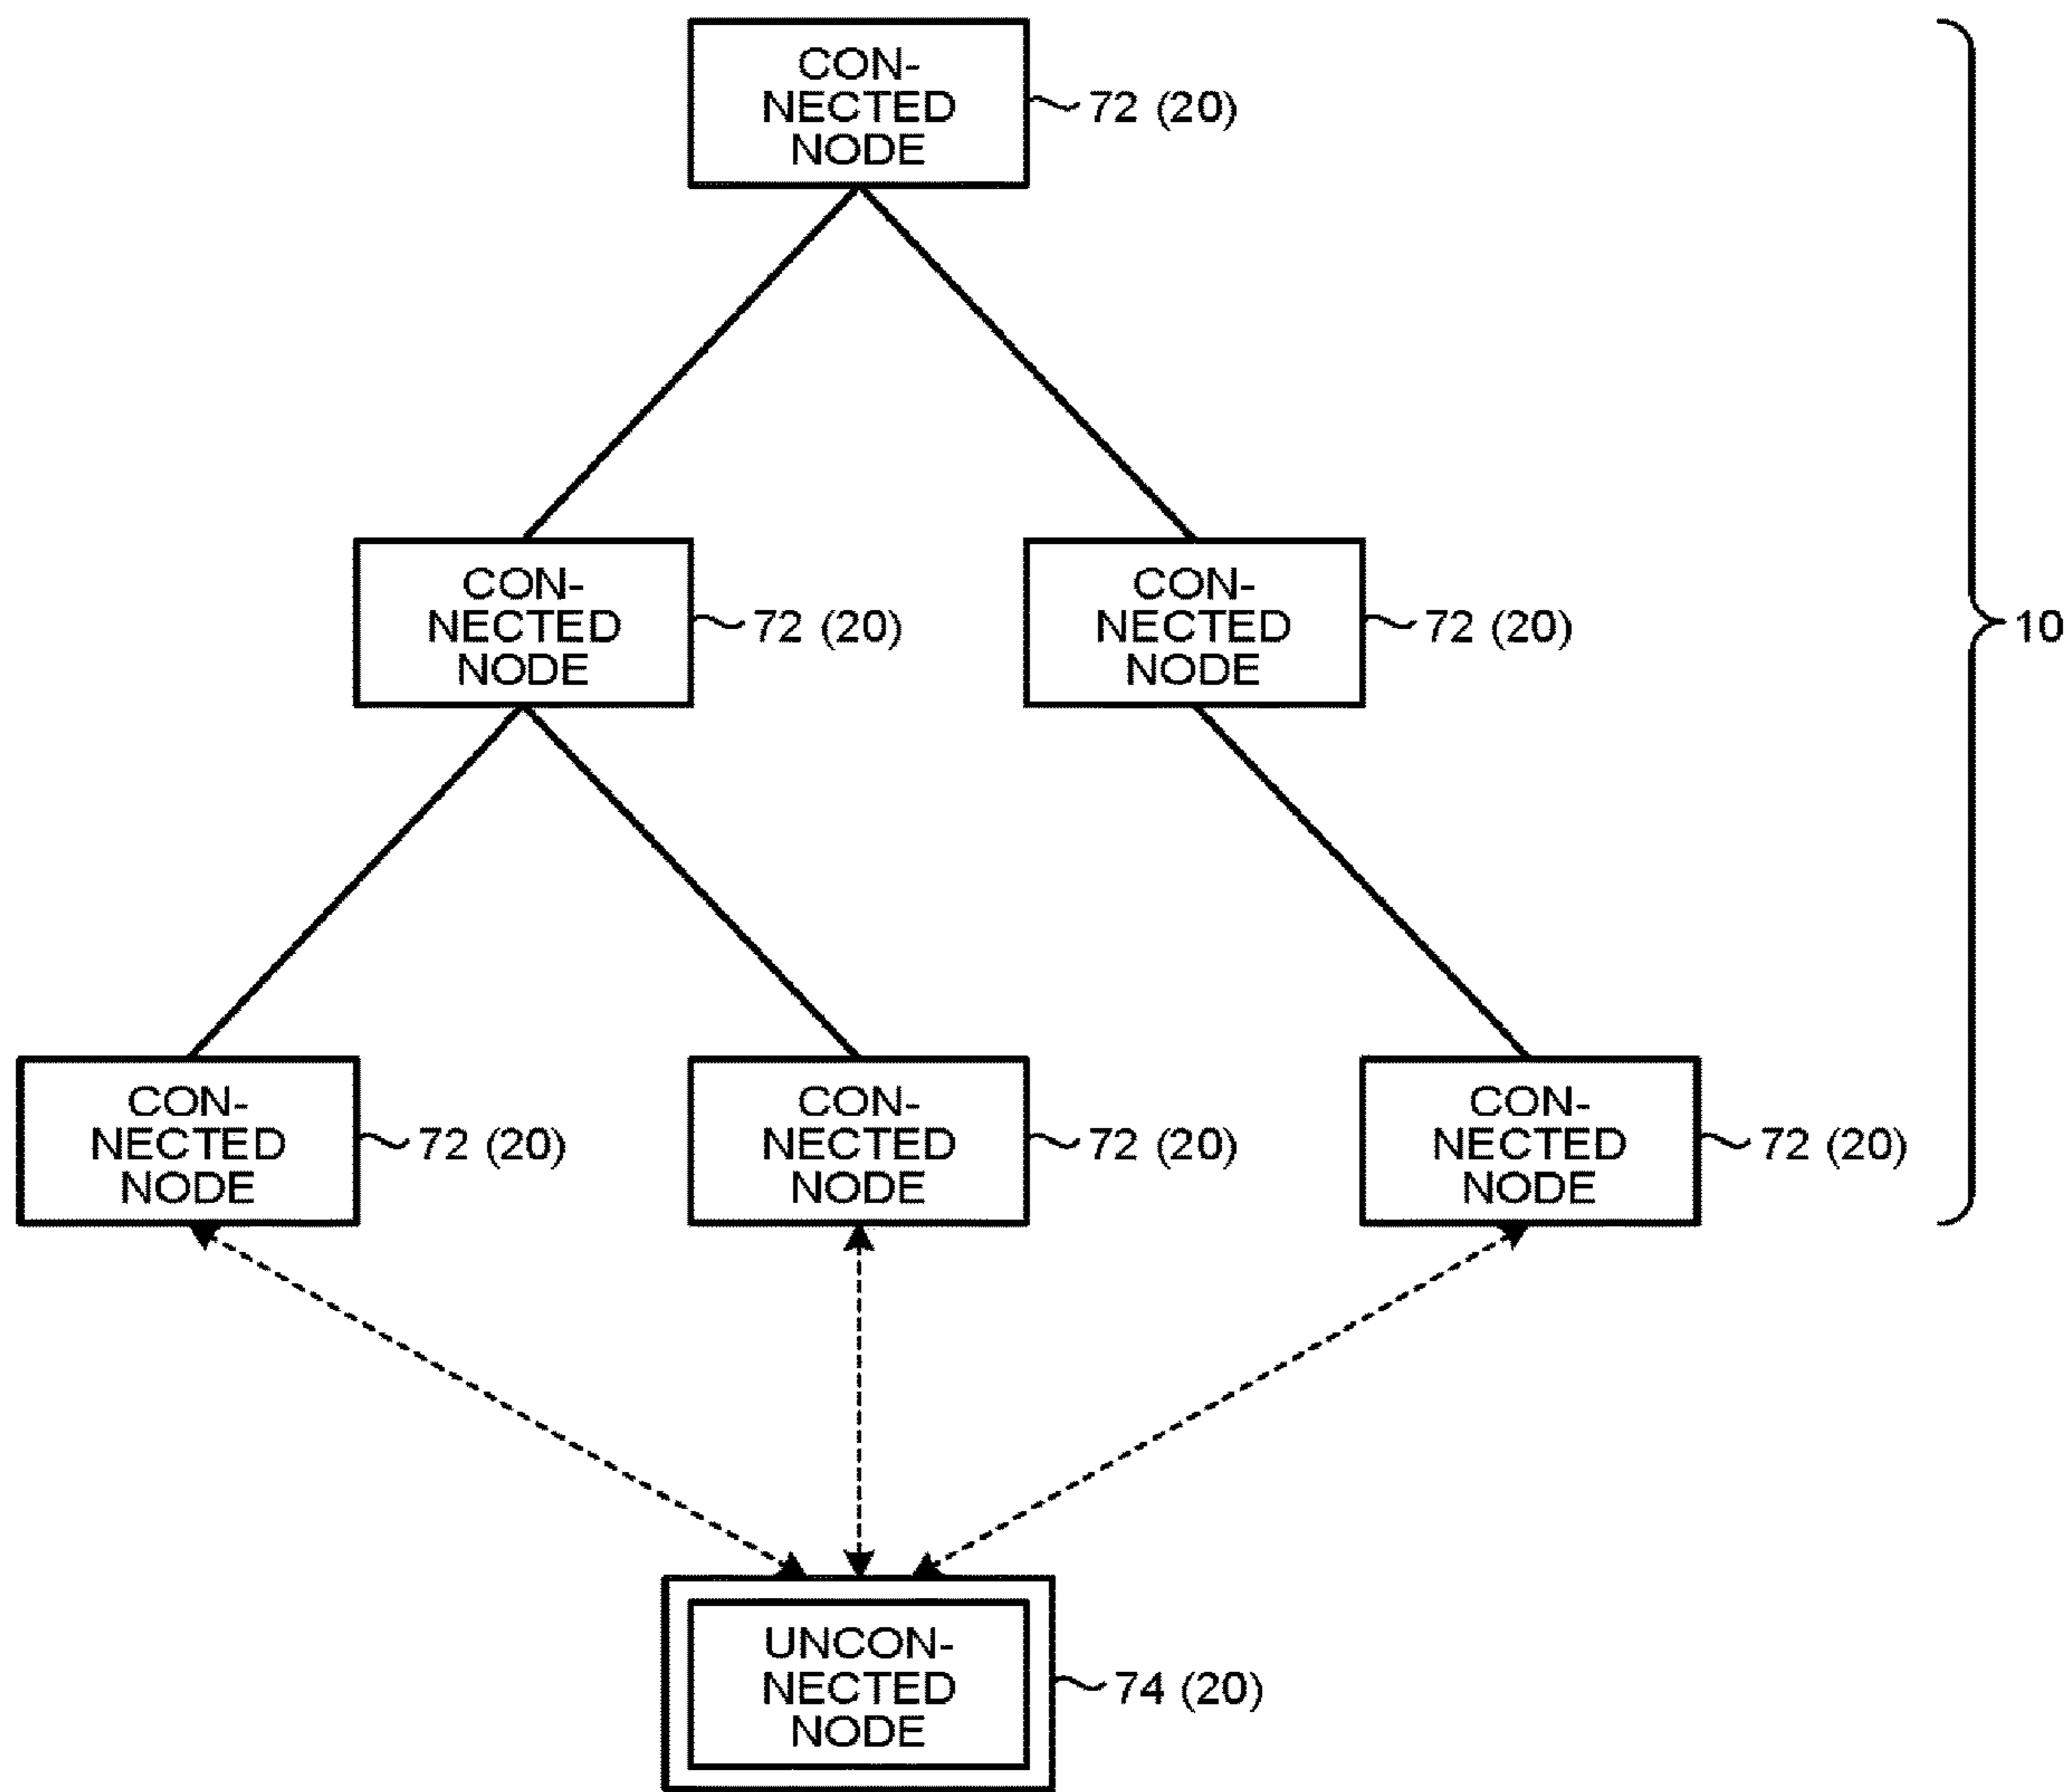 CON-
NECTED
NODE
72 (20)
CON-
NECTED
NODE
72 (20)
CON-
NECTED
NODE
72 (20)
10
CON-
NECTED
NODE
72 (20)
CON-
NECTED
NODE
72 (20)
CON-
NECTED
NODE
72 (20)
UNCON-
NECTED
NODE
74 (20)